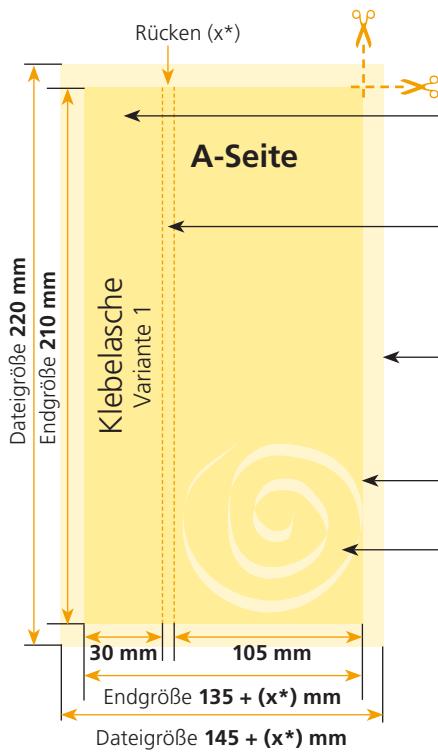 Rücken (x*)
A-Seite
Klebelasche
Variante 1
Dateigröße 220 mm
Endgröße 210 mm
30 mm
105 mm
Endgröße 135 + (x*) mm
Dateigröße 145 + (x*) mm